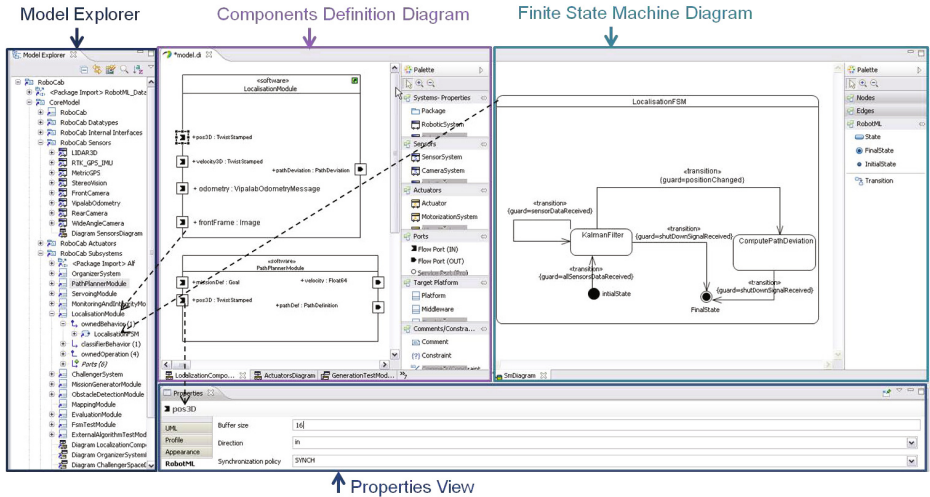 Model Explorer
Components Definition Diagram
Finite State Machine Diagram
Model Explorer
RoboCab
<Package Import> RobotML_Data
CoreModel
RoboCab
RoboCab Datatypes
RoboCab Internal Interfaces
RoboCab Sensors
LIDAR3D
RTK_GPS_IMU
MetricGPS
StereoVision
FrontCamera
VipalabOdometry
RearCamera
WideAngleCamera
Diagram SensorsDiagram
RoboCab Actuators
RoboCab Subsystems
<Package Import> Alf
OrganizerSystem
PathPlannerModule
ServoingModule
MonitoringAndIntegrityMo
LocalisationModule
ownedBehavior (1)
LocalisationFSM
classifierBehavior (1)
ownedOperation (4)
Ports (6)
ChallengerSystem
MissionGeneratorModule
ObstacleDetectionModule
MappingModule
EvaluationModule
FsmTestModule
ExternalAlgorithmTestMod
Diagram LocalizationCompo
Diagram OrganizerSystemI
Diagram ChallengerSpaceD
*model.di
«software»
LocalisationModule
+ pos3D : TwistStamped
+ velocity3D : TwistStamped
pathDeviation : PathDeviation
+ odometry : VipalabOdometryMessage
+ frontFrame : Image
«software»
PathPlannerModule
+ missionDef : Goal
+ velocity : Float64
+ pos3D : TwistStamped
+ pathDef : PathDefinition
Palette
Systems- Properties
Package
RoboticSystem
Sensors
SensorSystem
CameraSystem
Actuators
Actuator
MotorizationSystem
Ports
Flow Port (IN)
Flow Port (OUT)
Target Platform
Platform
Middleware
Comments/Constra...
Comment
Constraint
LocalizationCompo...
ActuatorsDiagram
GenerationTestMod...
LocalisationFSM
«transition»
{guard=positionChanged}
«transition»
{guard=sensorDataReceived}
KalmanFilter
«transition»
{guard=shutDownSignalReceived}
ComputePathDeviation
«transition»
{guard=allSensorsDataReceived}
intialState
«transition»
{guard=shutDownSignalReceived}
FinalState
SmDiagram
Palette
Nodes
Edges
RobotML
State
FinalState
InitialState
Transition
Properties
pos3D
UML
Profile
Appearance
RobotML
Buffer size
16
Direction
in
Synchronization policy
SYNCH
Properties View